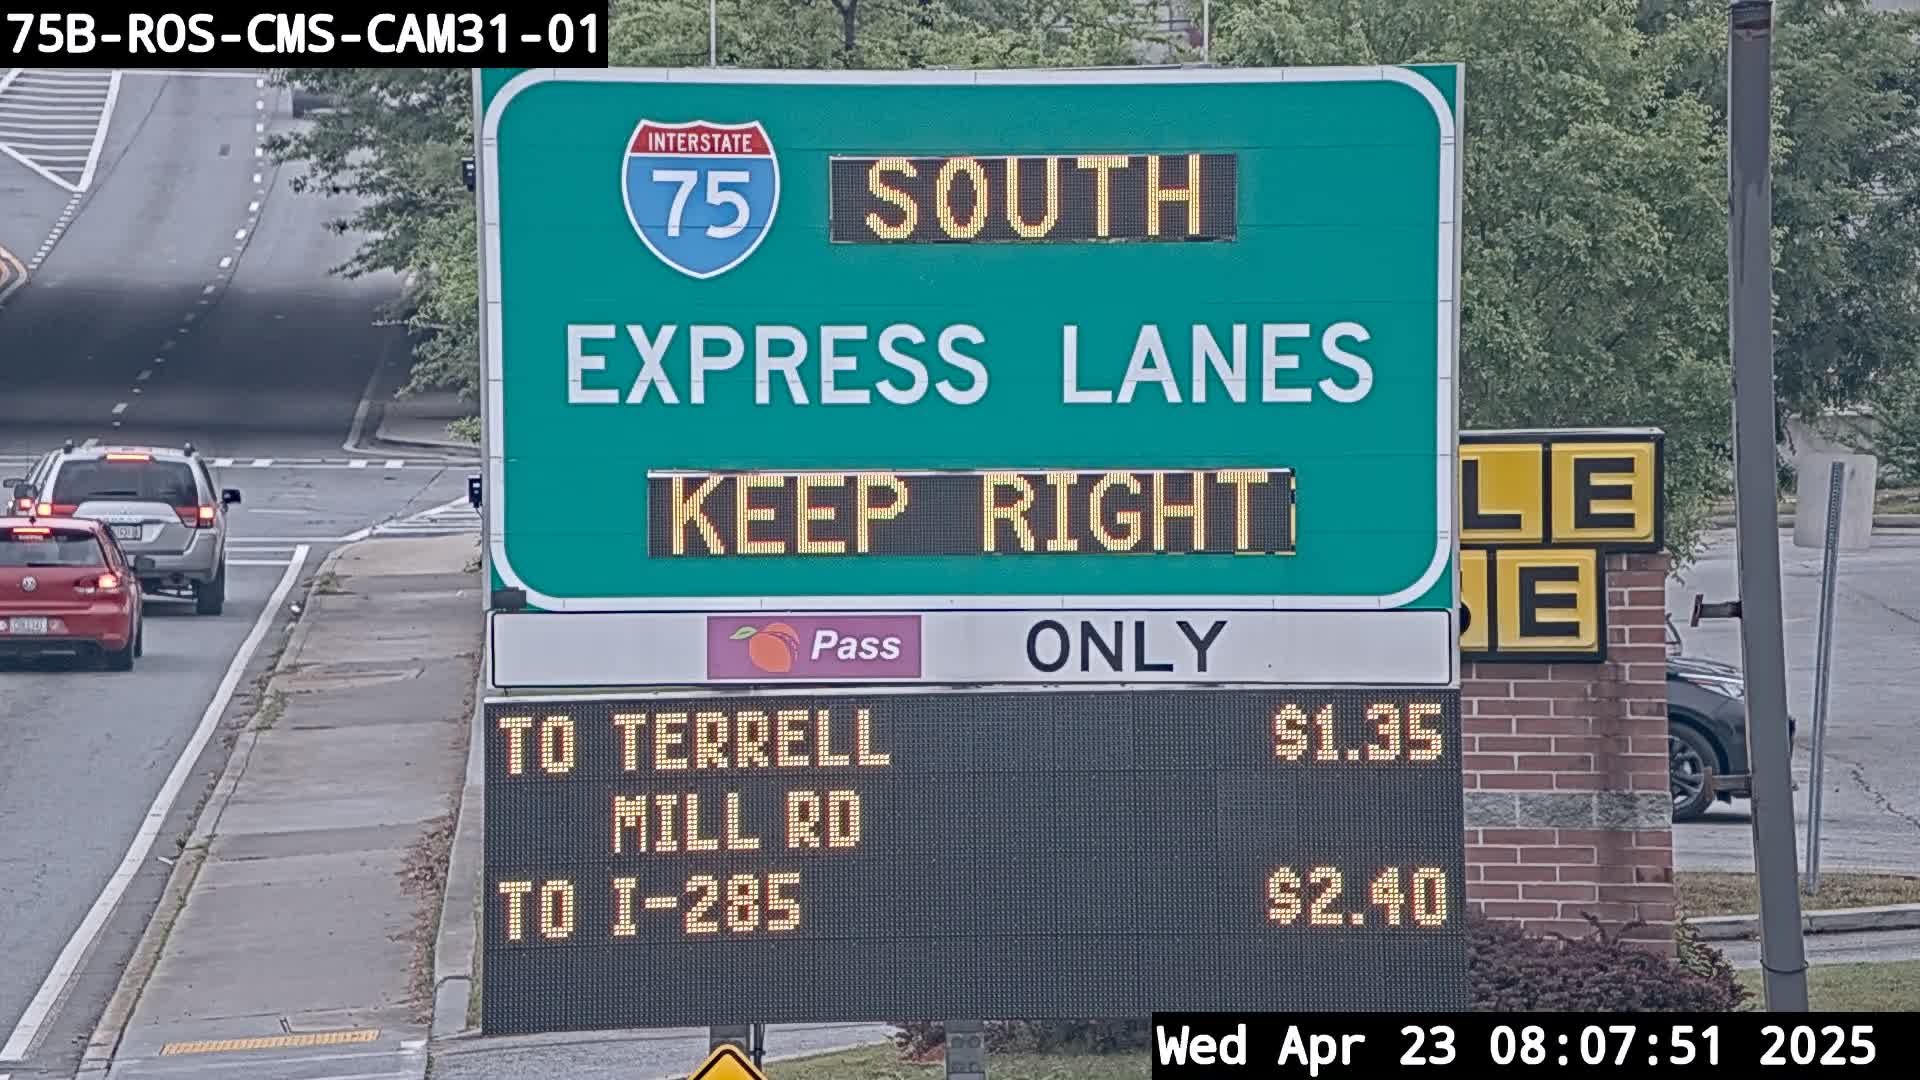 75B-ROS-CMS-CAM31-01
INTERSTATE
75
SOUTH
EXPRESS LANES
KEEP RIGHT
Pass ONLY
TO TERRELL $1.35
MILL RD
TO I-285 $2.40
LE
E
Wed Apr 23 08:07:51 2025